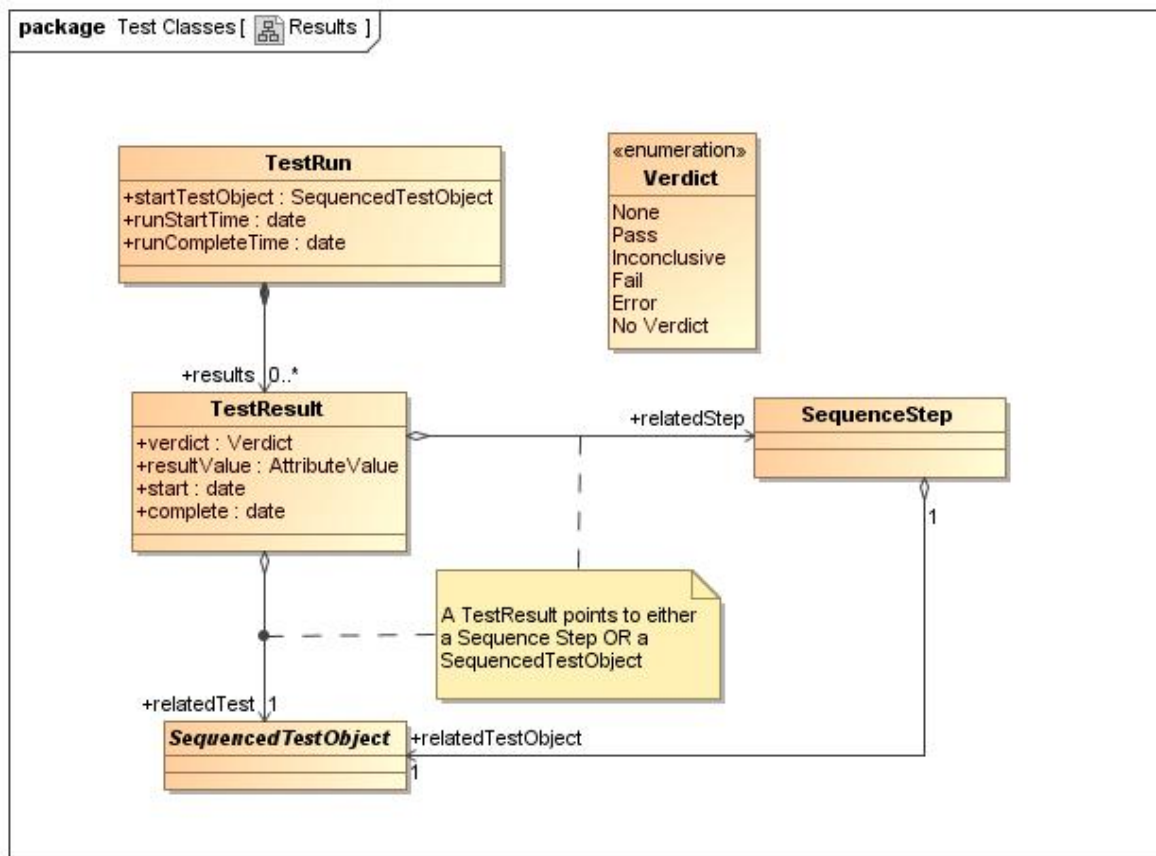 package Test Classes [ Results ]
TestRun
+startTestObject : SequencedTestObject
+runStartTime : date
+runCompleteTime : date
«enumeration»
Verdict
None
Pass
Inconclusive
Fail
Error
No Verdict
+results 0..*
TestResult
+verdict : Verdict
+resultValue : AttributeValue
+start : date
+complete : date
+relatedStep
SequenceStep
1
A TestResult points to either
a Sequence Step OR a
SequencedTestObject
+relatedTest 1
SequencedTestObject
+relatedTestObject
1